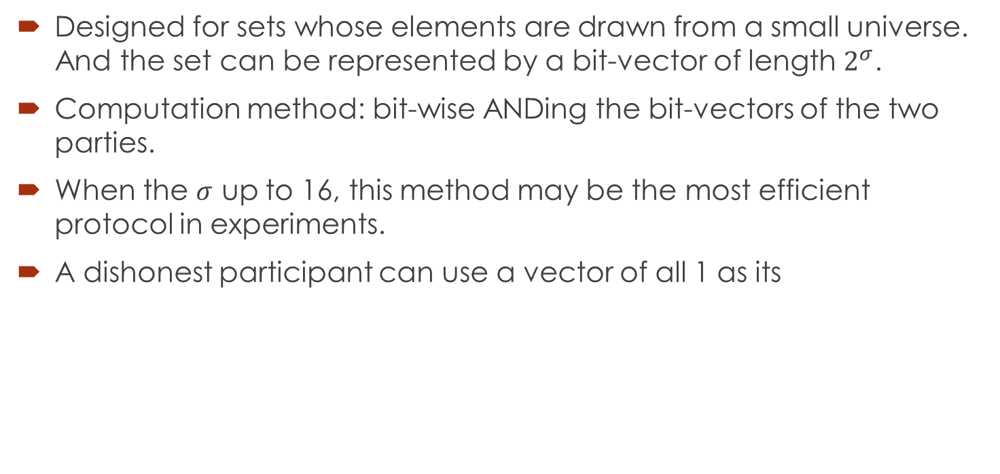 Designed for sets whose elements are drawn from a small universe.
And the set can be represented by a bit-vector of length 2^σ.
Computation method: bit-wise ANDing the bit-vectors of the two
parties.
When the σ up to 16, this method may be the most efficient
protocol in experiments.
A dishonest participant can use a vector of all 1 as its